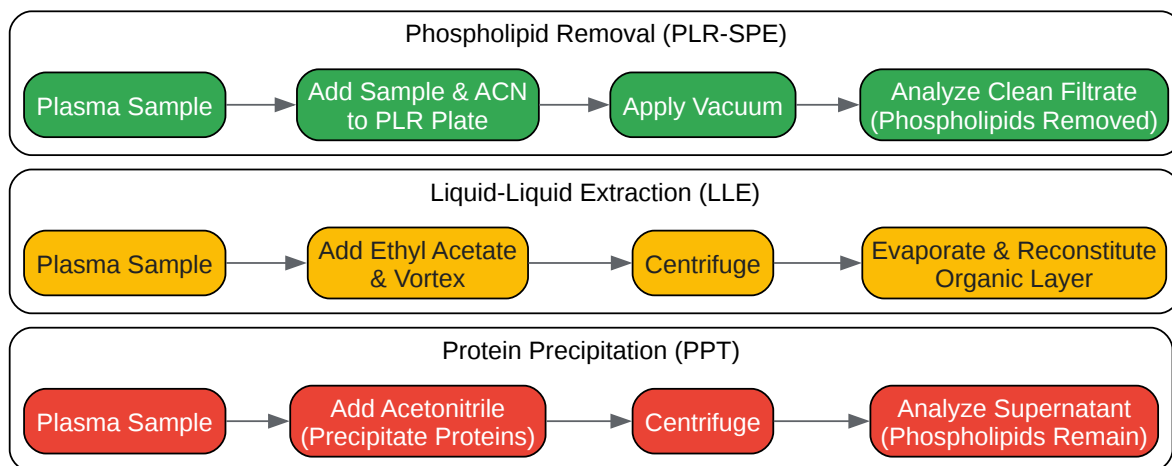 Phospholipid Removal (PLR-SPE)
Plasma Sample
Add Sample & ACN
to PLR Plate
Apply Vacuum
Analyze Clean Filtrate
(Phospholipids Removed)
Liquid-Liquid Extraction (LLE)
Plasma Sample
Add Ethyl Acetate
& Vortex
Centrifuge
Evaporate & Reconstitute
Organic Layer
Protein Precipitation (PPT)
Plasma Sample
Add Acetonitrile
(Precipitate Proteins)
Centrifuge
Analyze Supernatant
(Phospholipids Remain)